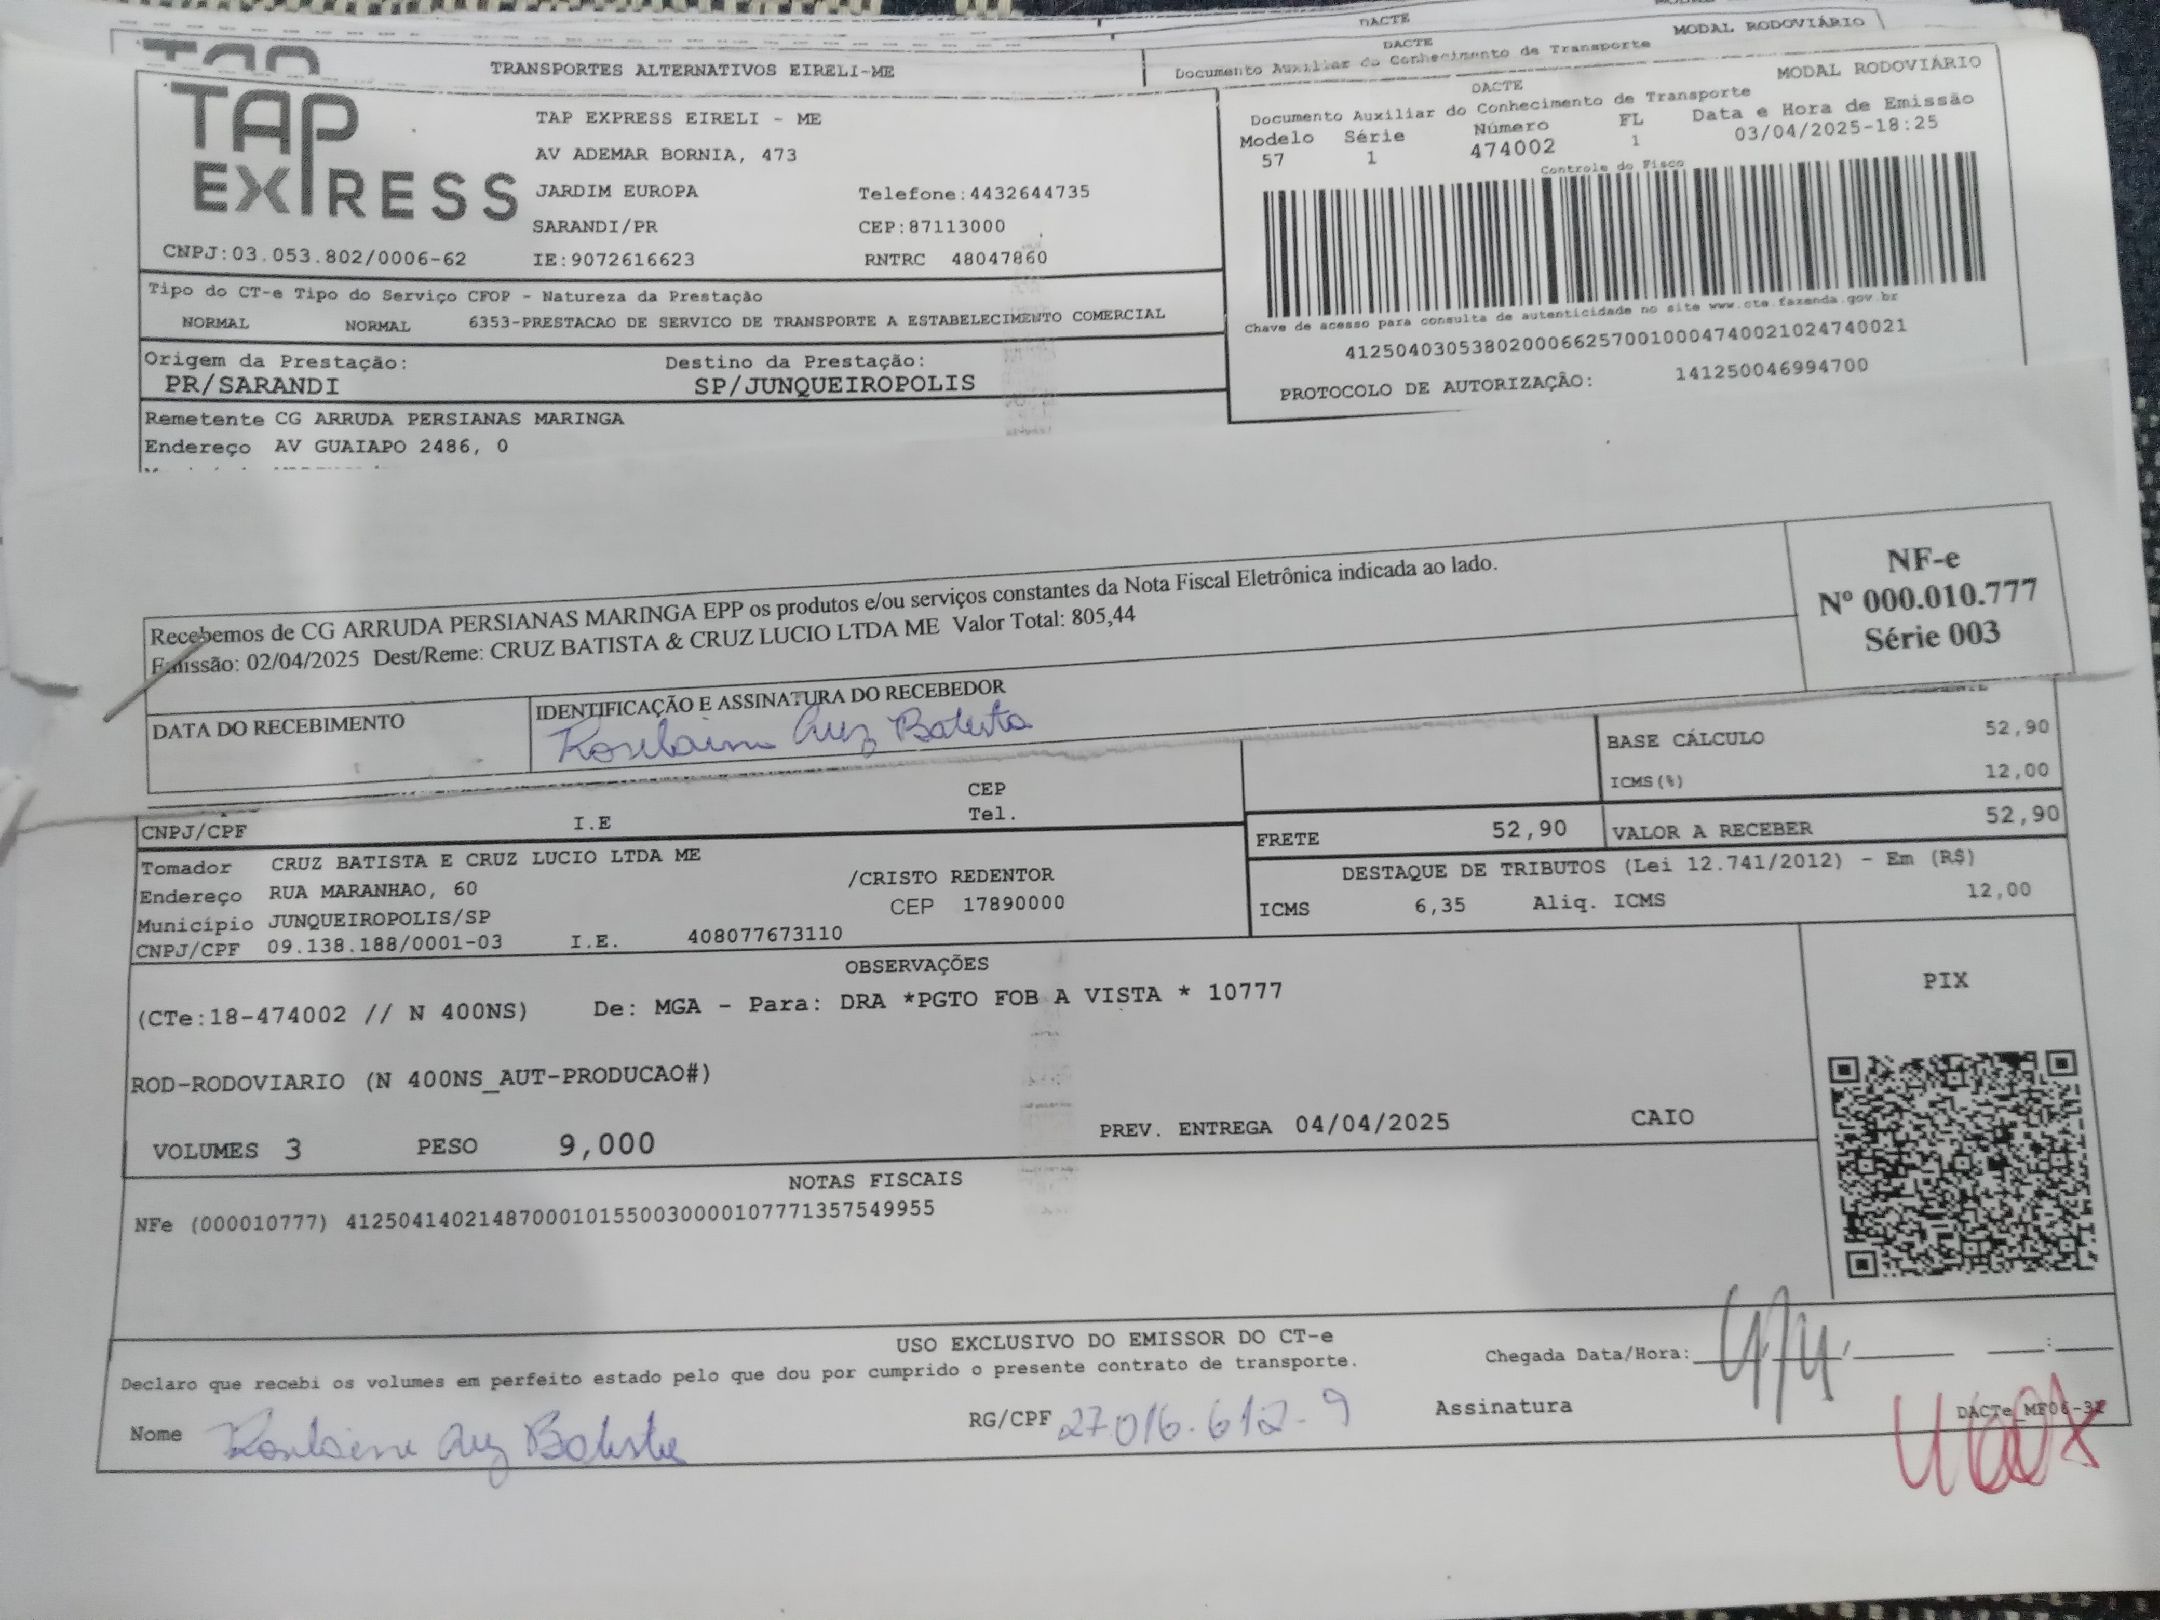 DACTE
MODAL RODOVIÁRIO
DACTE
TRANSPORTES ALTERNATIVOS EIRELI-ME
Documento Auxiliar do Conhecimento de Transporte
MODAL RODOVIÁRIO
TAP EXPRESS
TAP EXPRESS EIRELI - ME
AV ADEMAR BORNIA, 473
JARDIM EUROPA Telefone:4432644735
SARANDI/PR CEP:87113000
CNPJ:03.053.802/0006-62 IE:9072616623 RNTRC 48047860
DACTE
Documento Auxiliar do Conhecimento de Transporte
Modelo Série Número FL Data e Hora de Emissão
57 1 474002 1 03/04/2025-18:25
Controle do Fisco
Chave de acesso para consulta de autenticidade no site www.cte.fazenda.gov.br
41250403053802000662570010004740021024740021
PROTOCOLO DE AUTORIZAÇÃO: 141250046994700
Tipo do CT-e Tipo do Serviço CFOP - Natureza da Prestação
NORMAL NORMAL 6353-PRESTACAO DE SERVICO DE TRANSPORTE A ESTABELECIMENTO COMERCIAL
Origem da Prestação: Destino da Prestação:
PR/SARANDI SP/JUNQUEIROPOLIS
Remetente CG ARRUDA PERSIANAS MARINGA
Endereço AV GUAIAPO 2486, 0
Recebemos de CG ARRUDA PERSIANAS MARINGA EPP os produtos e/ou serviços constantes da Nota Fiscal Eletrônica indicada ao lado.
Emissão: 02/04/2025 Dest/Reme: CRUZ BATISTA & CRUZ LUCIO LTDA ME Valor Total: 805,44
NF-e
Nº 000.010.777
Série 003
DATA DO RECEBIMENTO
IDENTIFICAÇÃO E ASSINATURA DO RECEBEDOR
Cruz Batista
BASE CÁLCULO 52,90
ICMS(%) 12,00
CEP
CNPJ/CPF I.E Tel.
FRETE 52,90 VALOR A RECEBER 52,90
Tomador CRUZ BATISTA E CRUZ LUCIO LTDA ME
Endereço RUA MARANHAO, 60 /CRISTO REDENTOR
Município JUNQUEIROPOLIS/SP CEP 17890000
CNPJ/CPF 09.138.188/0001-03 I.E. 408077673110
DESTAQUE DE TRIBUTOS (Lei 12.741/2012) - Em (R$)
ICMS 6,35 Aliq. ICMS 12,00
OBSERVAÇÕES
(CTe:18-474002 // N 400NS) De: MGA - Para: DRA *PGTO FOB A VISTA * 10777
ROD-RODOVIARIO (N 400NS_AUT-PRODUCAO#)
VOLUMES 3 PESO 9,000 PREV. ENTREGA 04/04/2025 CAIO
PIX
NOTAS FISCAIS
NFe (000010777) 41250414021487000101550030000107771357549955
USO EXCLUSIVO DO EMISSOR DO CT-e
Declaro que recebi os volumes em perfeito estado pelo que dou por cumprido o presente contrato de transporte.
Chegada Data/Hora: 4/4/ :
Nome Cruz Batista RG/CPF 27.016.612-9 Assinatura
DACTe_MF06-32